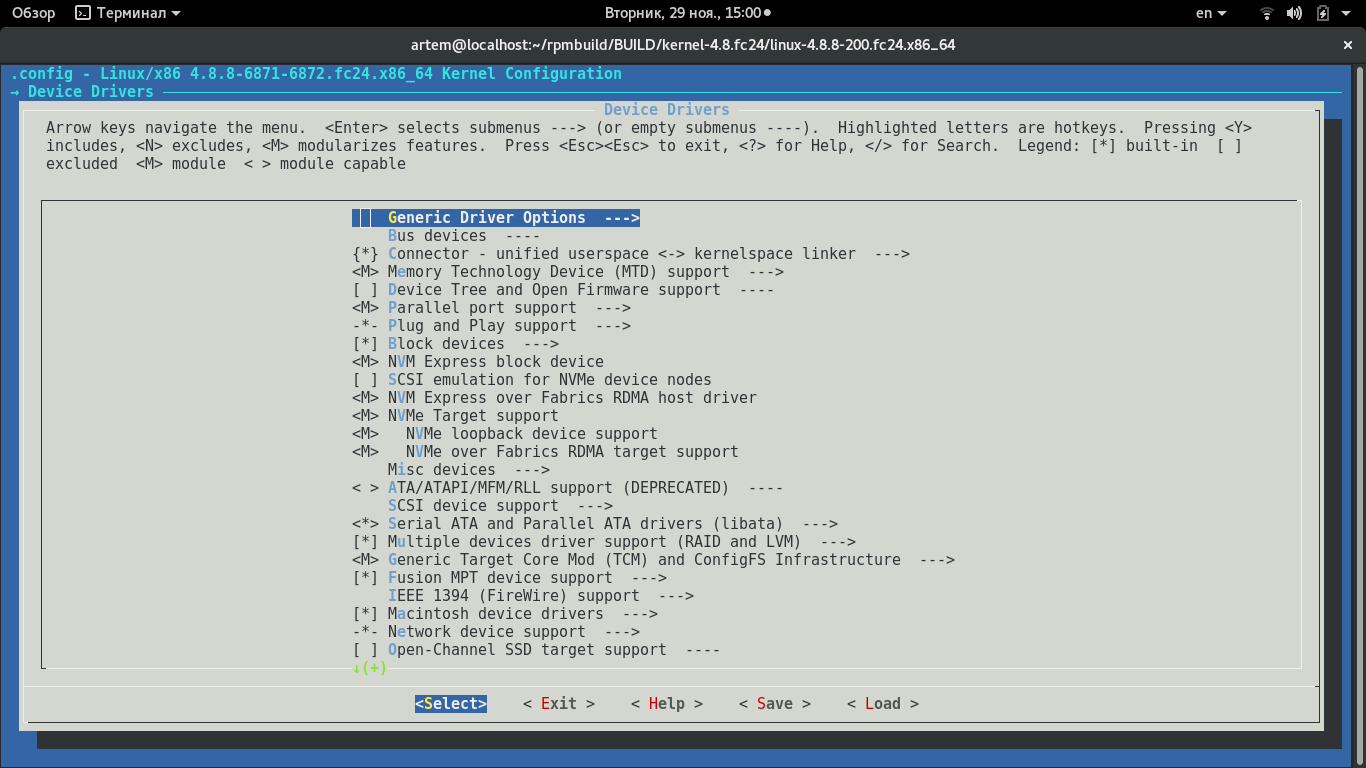 Обзор Терминал Вторник, 29 ноя., 15:00 en
artem@localhost:~/rpmbuild/BUILD/kernel-4.8.fc24/linux-4.8.8-200.fc24.x86_64 ×
.config - Linux/x86 4.8.8-6871-6872.fc24.x86_64 Kernel Configuration
→ Device Drivers
Device Drivers
Arrow keys navigate the menu.  <Enter> selects submenus ---> (or empty submenus ----).  Highlighted letters are hotkeys.  Pressing <Y>
includes, <N> excludes, <M> modularizes features.  Press <Esc><Esc> to exit, <?> for Help, </> for Search.  Legend: [*] built-in  [ ]
excluded  <M> module  < > module capable
Generic Driver Options  --->
Bus devices  ----
{*} Connector - unified userspace <-> kernelspace linker  --->
<M> Memory Technology Device (MTD) support  --->
[ ] Device Tree and Open Firmware support  ----
<M> Parallel port support  --->
-*- Plug and Play support  --->
[*] Block devices  --->
<M> NVM Express block device
[ ] SCSI emulation for NVMe device nodes
<M> NVM Express over Fabrics RDMA host driver
<M> NVMe Target support
<M>   NVMe loopback device support
<M>   NVMe over Fabrics RDMA target support
Misc devices  --->
< > ATA/ATAPI/MFM/RLL support (DEPRECATED)  ----
SCSI device support  --->
<*> Serial ATA and Parallel ATA drivers (libata)  --->
[*] Multiple devices driver support (RAID and LVM)  --->
<M> Generic Target Core Mod (TCM) and ConfigFS Infrastructure  --->
[*] Fusion MPT device support  --->
IEEE 1394 (FireWire) support  --->
[*] Macintosh device drivers  --->
-*- Network device support  --->
[ ] Open-Channel SSD target support  ----
↓(+)
<Select>    < Exit >    < Help >    < Save >    < Load >